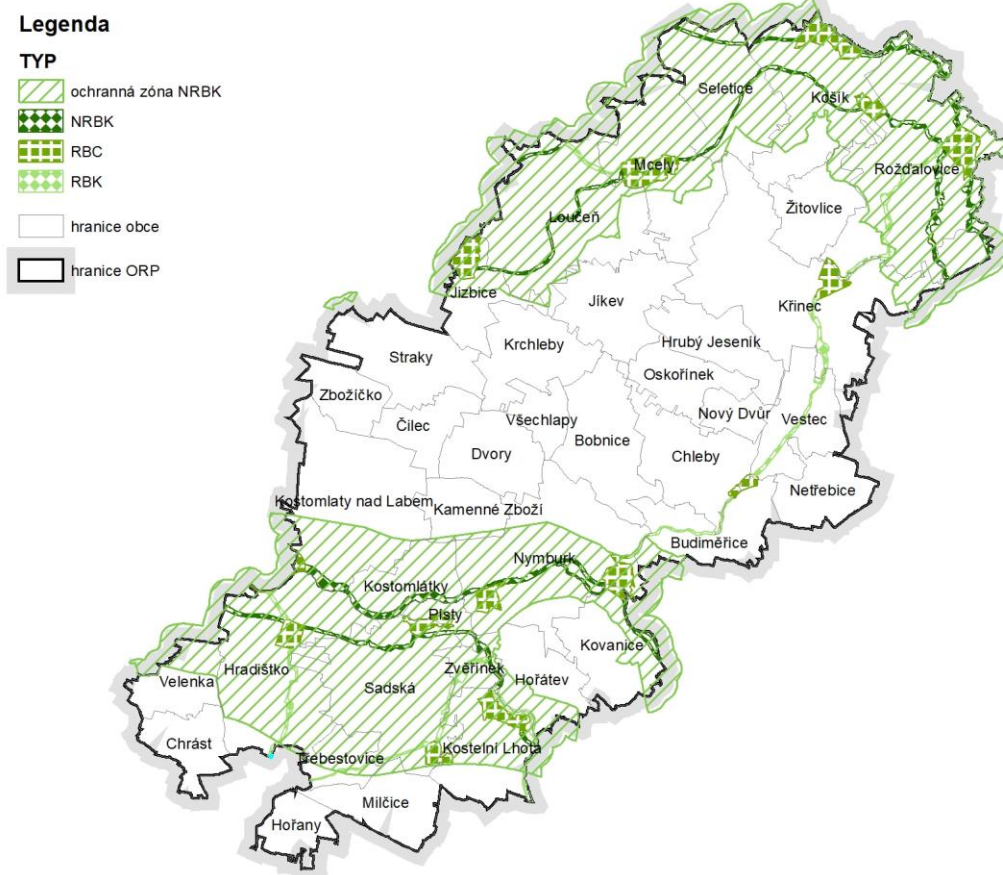 Legenda
TYP
ochranná zóna NRBK
NRBK
RBC
RBK
hranice obce
hranice ORP
Seletice
Košík
Mcely
Rožďalovice
Loučeň
Žitovlice
Jizbice
Jíkev
Křinec
Straky
Krchleby
Hrubý Jeseník
Oskořínek
Zbožíčko
Čilec
Všechlapy
Nový Dvůr
Vestec
Dvory
Bobnice
Chleby
Netřebice
Kostomlaty nad Labem
Kamenné Zboží
Budiměřice
Nymburk
Kostomlátky
Písty
Kovanice
Hradištko
Zvěřínek
Velenka
Sadská
Hořátev
Chrást
Třebestovice
Kostelní Lhota
Milčice
Hořany